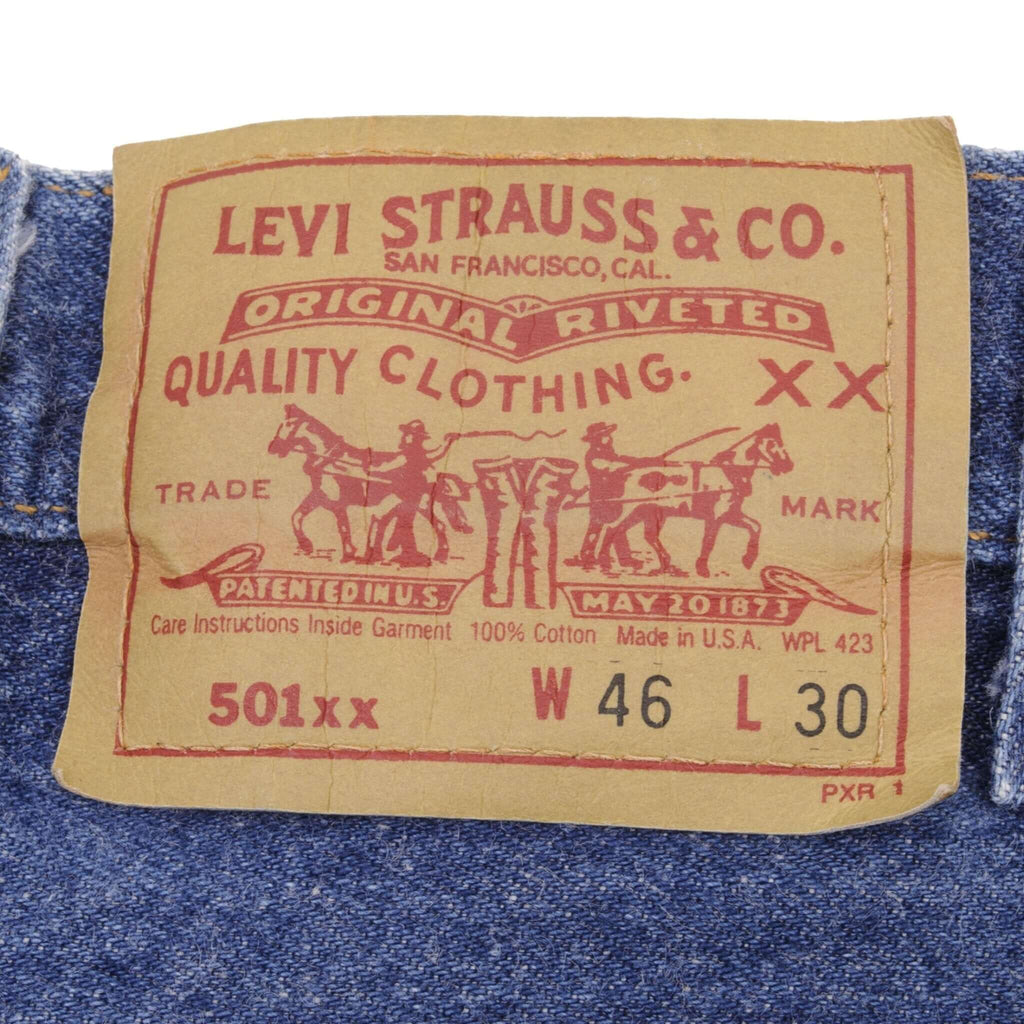 LEVI STRAUSS & CO.
SAN FRANCISCO, CAL.
ORIGINAL RIVETED
QUALITY CLOTHING. XX
TRADE MARK
PATENTED IN U.S. MAY 20 1873
Care Instructions Inside Garment 100% Cotton Made in U.S.A. WPL 423
501xx W 46 L 30
PXR 1